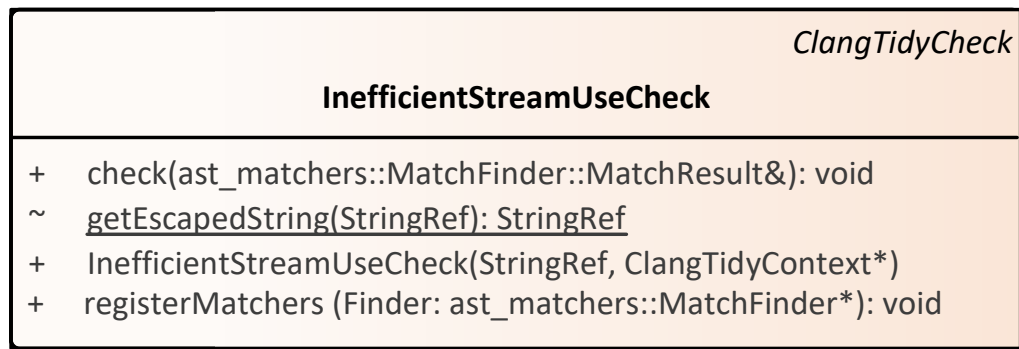 ClangTidyCheck
InefficientStreamUseCheck
+ check(ast_matchers::MatchFinder::MatchResult&): void
~ getEscapedString(StringRef): StringRef
+ InefficientStreamUseCheck(StringRef, ClangTidyContext*)
+ registerMatchers (Finder: ast_matchers::MatchFinder*): void